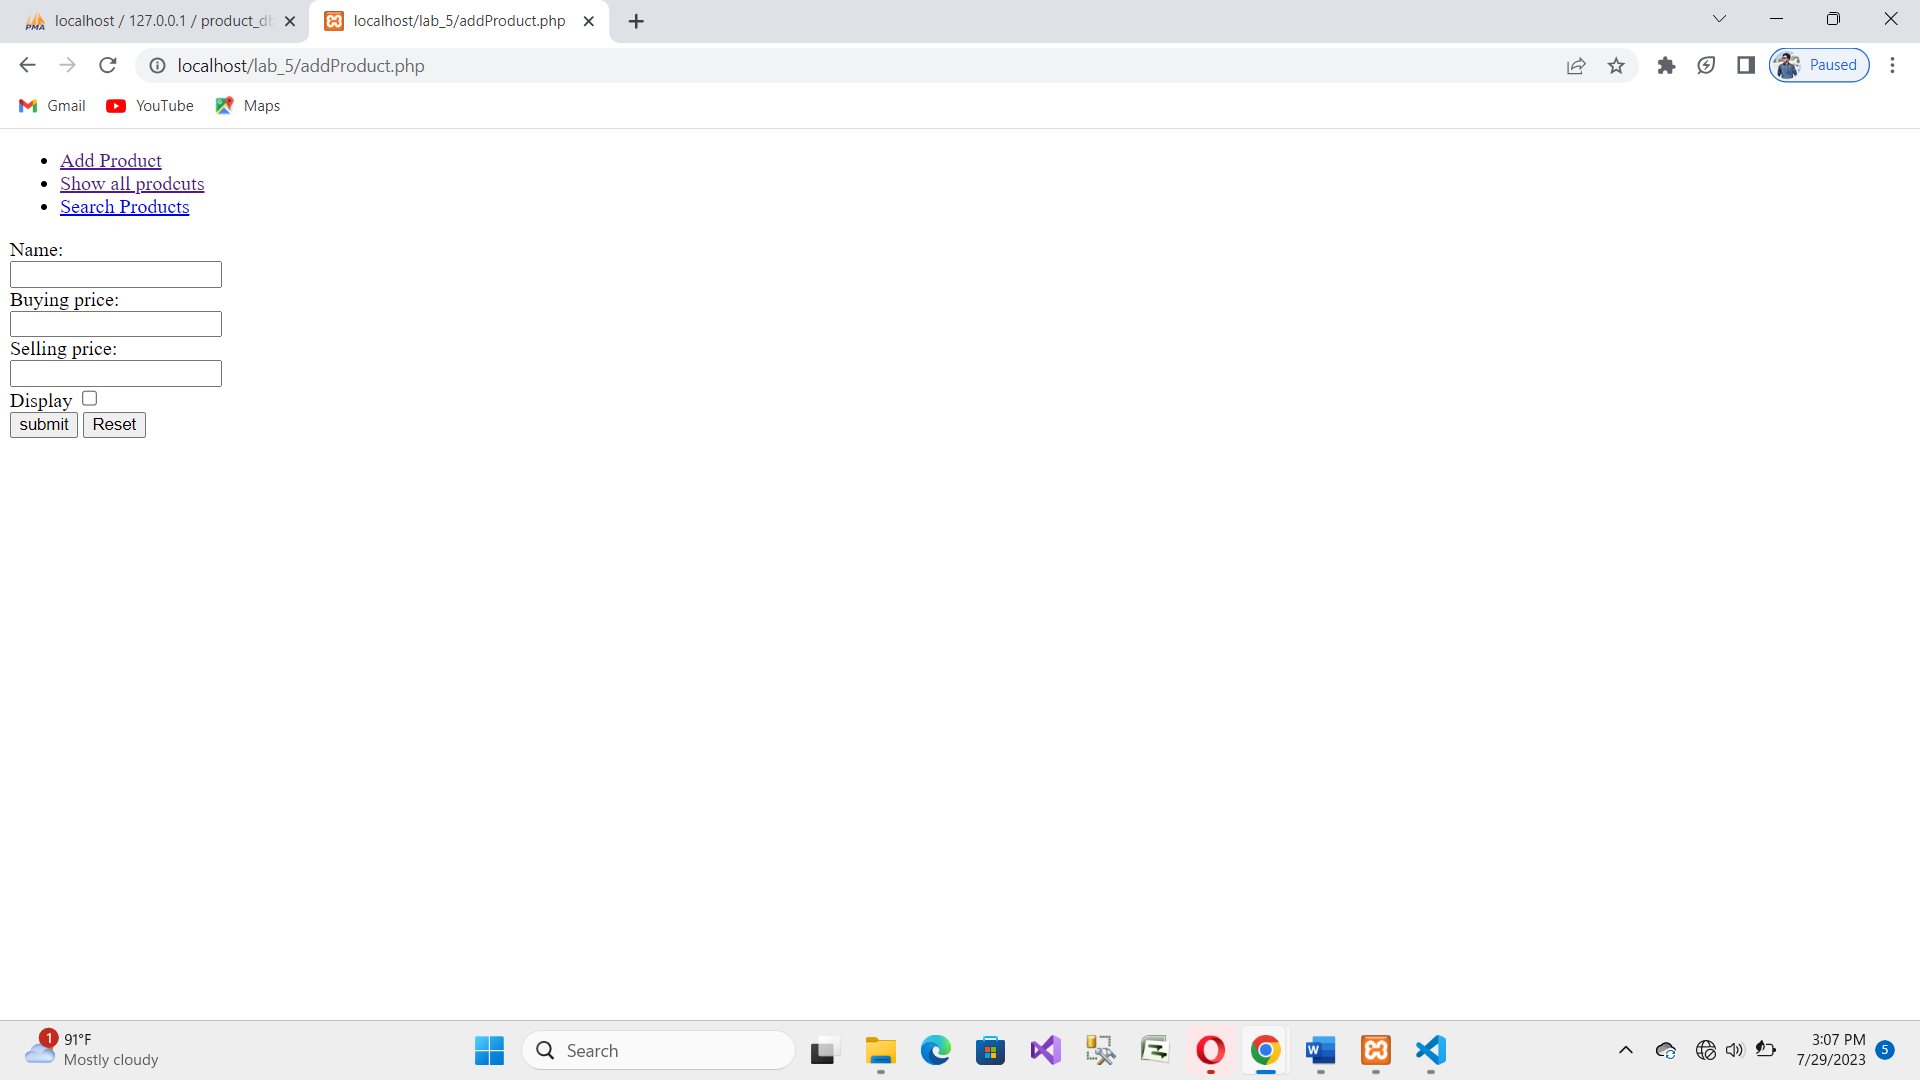 localhost / 127.0.0.1 / product_db
localhost/lab_5/addProduct.php
localhost/lab_5/addProduct.php
Paused
Gmail
YouTube
Maps
Add Product
Show all prodcuts
Search Products
Name:
Buying price:
Selling price:
Display
submit
Reset
1
91°F
Mostly cloudy
Search
3:07 PM
7/29/2023
5